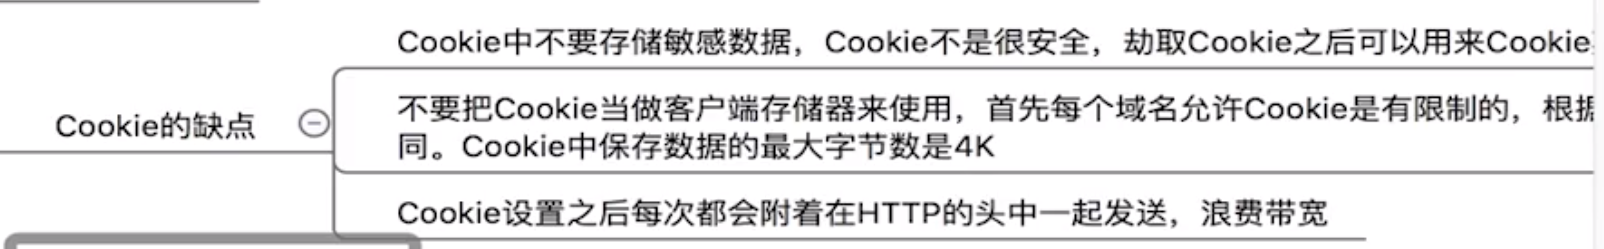 Cookie中不要存储敏感数据，Cookie不是很安全，劫取Cookie之后可以用来Cookie
Cookie的缺点
不要把Cookie当做客户端存储器来使用，首先每个域名允许Cookie是有限制的，根据
同。Cookie中保存数据的最大字节数是4K
Cookie设置之后每次都会附着在HTTP的头中一起发送，浪费带宽